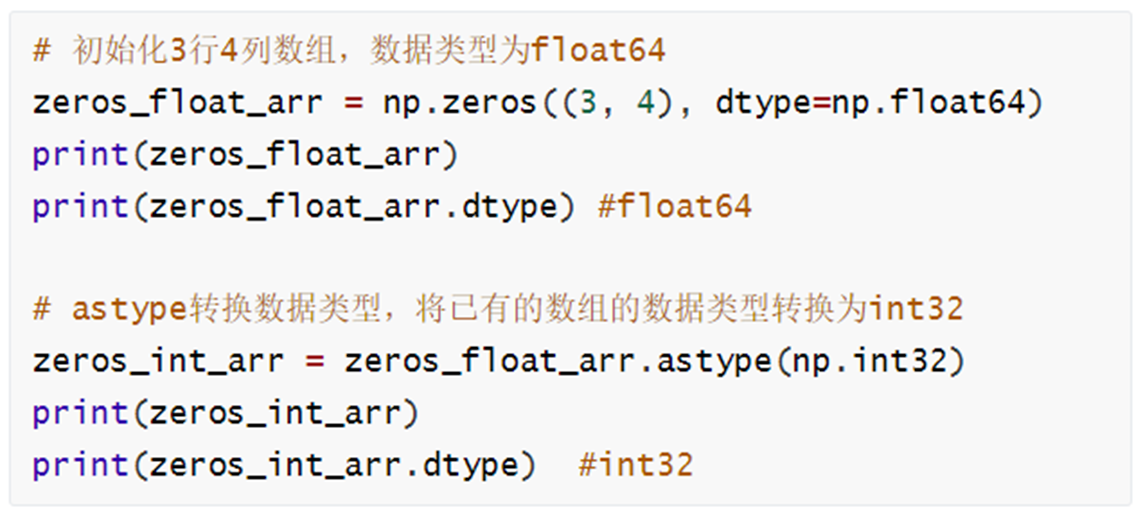 # 初始化3行4列数组，数据类型为float64
zeros_float_arr = np.zeros((3, 4), dtype=np.float64)
print(zeros_float_arr)
print(zeros_float_arr.dtype) #float64
# astype转换数据类型，将已有的数组的数据类型转换为int32
zeros_int_arr = zeros_float_arr.astype(np.int32)
print(zeros_int_arr)
print(zeros_int_arr.dtype)  #int32